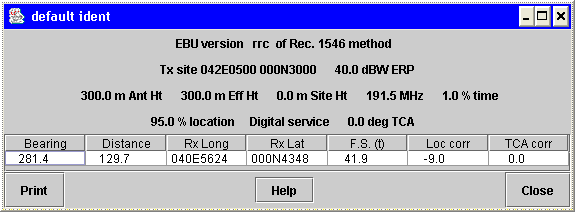 default ident
EBU version rrc of Rec. 1546 method
Tx site 042E0500 000N3000 40.0 dBW ERP
300.0 m Ant Ht 300.0 m Eff Ht 0.0 m Site Ht 191.5 MHz 1.0 % time
95.0 % location Digital service 0.0 deg TCA
Bearing Distance Rx Long Rx Lat F.S. (t) Loc corr TCA corr
281.4 129.7 040E5624 000N4348 41.9 -9.0 0.0
Print Help Close